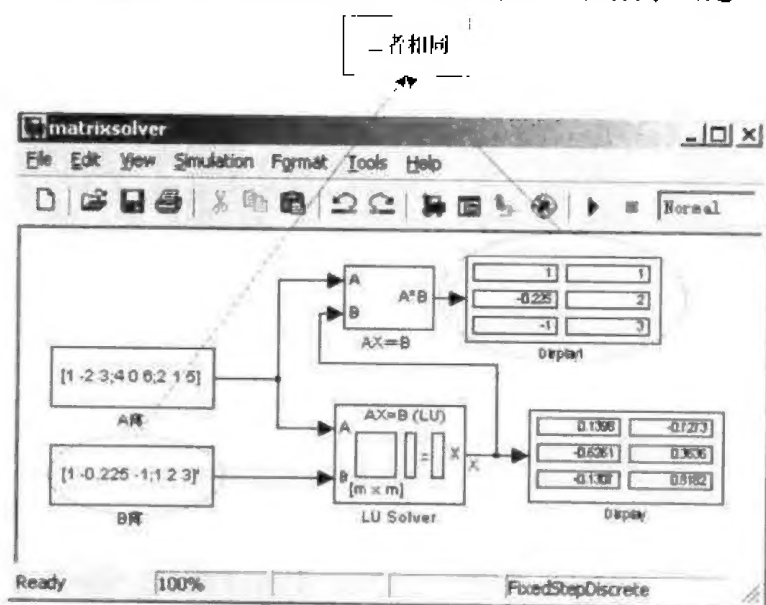 二者相同
matrixsolver
File Edit View Simulation Format Tools Help
Normal
A
B
A*B
AX=B
1 1
-0.225 2
-1 3
Display1
[1 -2 3;4 0 6;2 1 5]
A阵
[1 -0.225 -1;1 2 3]'
B阵
AX=B (LU)
A
B
=
X
[m x m]
LU Solver
X
0.1398 -0.7273
-0.6261 0.3636
-0.1307 0.8182
Display
Ready 100% FixedStepDiscrete